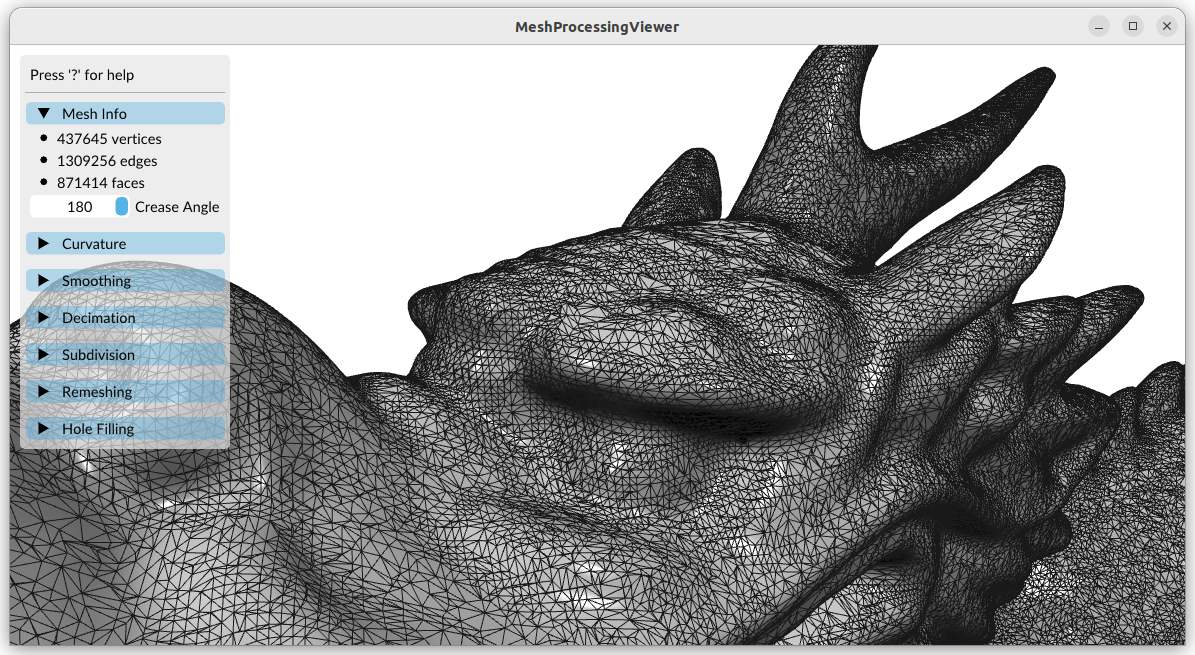 MeshProcessingViewer
Press '?' for help
Mesh Info
437645 vertices
1309256 edges
871414 faces
180 Crease Angle
Curvature
Smoothing
Decimation
Subdivision
Remeshing
Hole Filling